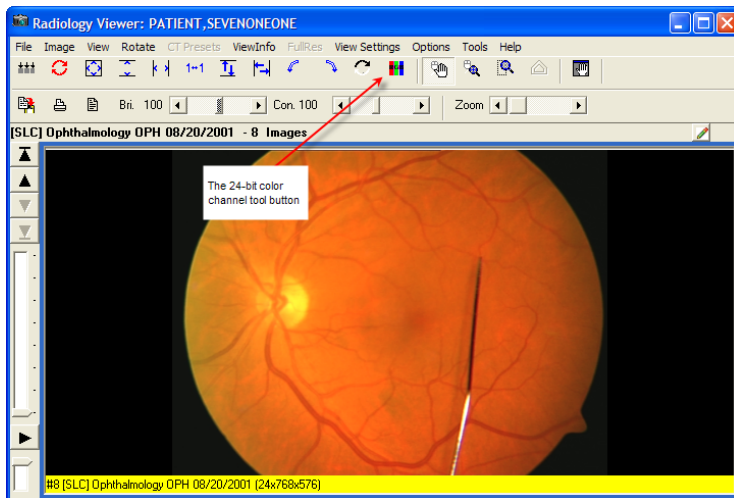 Radiology Viewer: PATIENT,SEVENONEONE
File Image View Rotate CT Presets ViewInfo FullRes View Settings Options Tools Help
1↔1
Bri. 100 Con. 100 Zoom
[SLC] Ophthalmology OPH 08/20/2001 - 8 Images
The 24-bit color
channel tool button
#8 [SLC] Ophthalmology OPH 08/20/2001 (24x768x576)